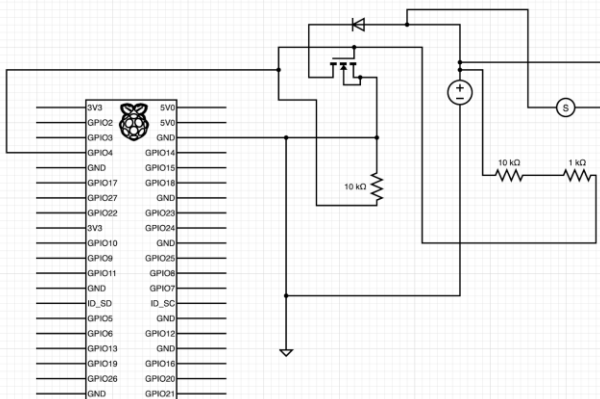 S
10 kΩ
1 kΩ
10 kΩ
3V3 5V0
GPIO2 5V0
GPIO3 GND
GPIO4 GPIO14
GND GPIO15
GPIO17 GPIO18
GPIO27 GND
GPIO22 GPIO23
3V3 GPIO24
GPIO10 GND
GPIO9 GPIO25
GPIO11 GPIO8
GND GPIO7
ID_SD ID_SC
GPIO5 GND
GPIO6 GPIO12
GPIO13 GND
GPIO19 GPIO16
GPIO26 GPIO20
GND GPIO21